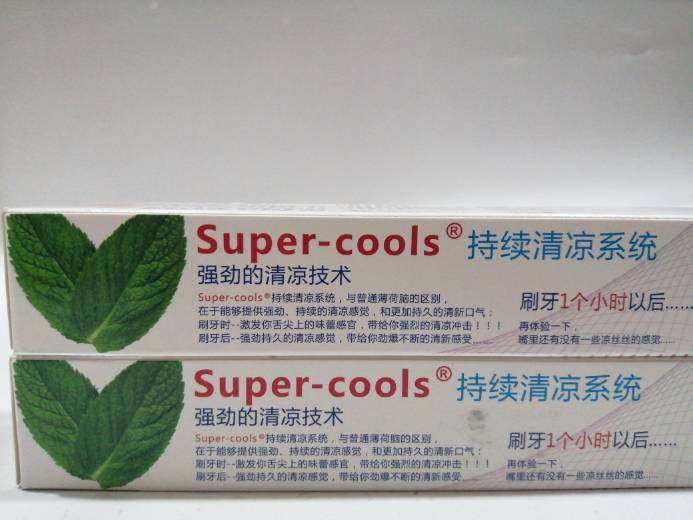 Super-cools® 持续清凉系统
强劲的清凉技术
Super-cools®持续清凉系统，与普通薄荷脑的区别，
在于能够提供强劲、持续的清凉感觉，和更加持久的清新口气；
刷牙时--激发你舌尖上的味蕾感官，带给你强烈的清凉冲击！！！
刷牙后--强劲持久的清凉感觉，带给你劲爆不断的清新感受......
刷牙1个小时以后......
再体验一下，
嘴里还有没有一些凉丝丝的感觉......
Super-cools® 持续清凉系统
强劲的清凉技术
Super-cools®持续清凉系统，与普通薄荷脑的区别，
在于能够提供强劲、持续的清凉感觉，和更加持久的清新口气；
刷牙时--激发你舌尖上的味蕾感官，带给你强烈的清凉冲击！！！
刷牙后--强劲持久的清凉感觉，带给你劲爆不断的清新感受......
刷牙1个小时以后......
再体验一下，
嘴里还有没有一些凉丝丝的感觉......